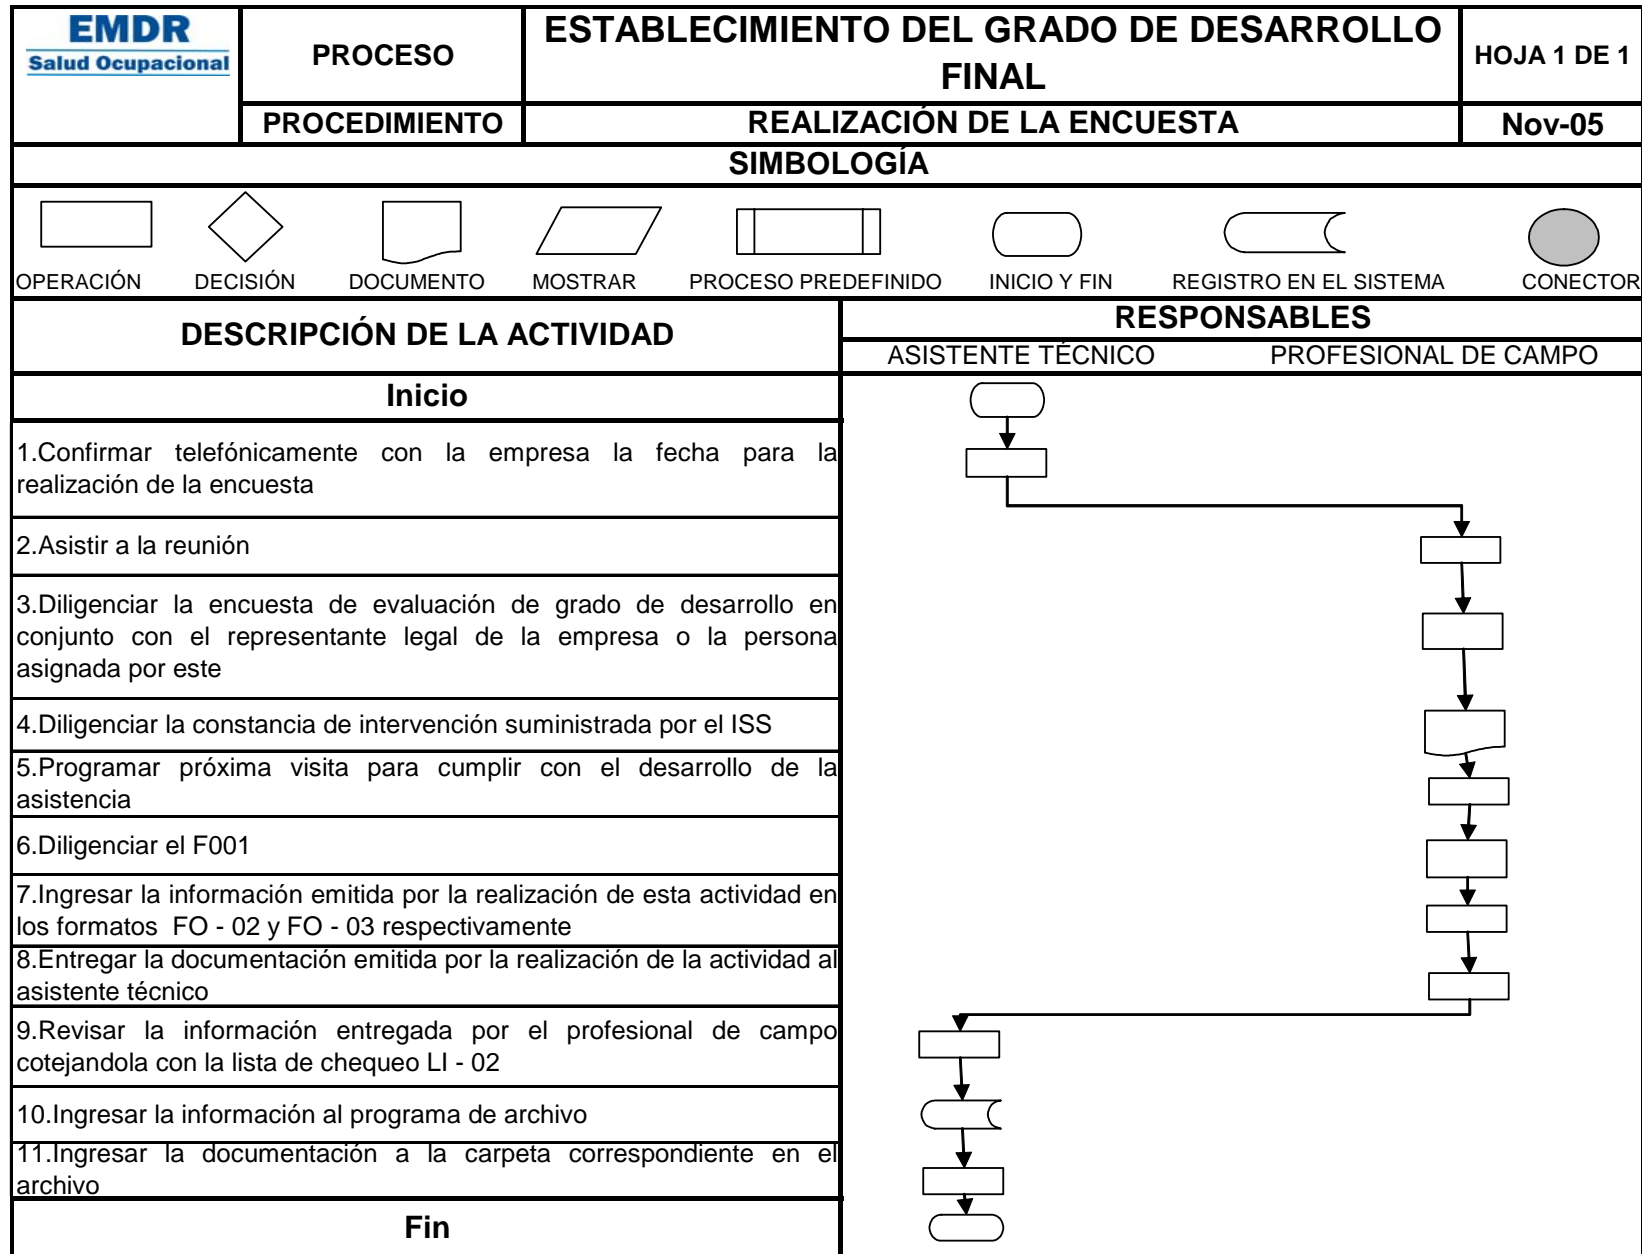 EMDR
Salud Ocupacional
PROCESO
ESTABLECIMIENTO DEL GRADO DE DESARROLLO
FINAL
HOJA 1 DE 1
PROCEDIMIENTO
REALIZACIÓN DE LA ENCUESTA
Nov-05
SIMBOLOGÍA
OPERACIÓN
DECISIÓN
DOCUMENTO
MOSTRAR
PROCESO PREDEFINIDO
INICIO Y FIN
REGISTRO EN EL SISTEMA
CONECTOR
DESCRIPCIÓN DE LA ACTIVIDAD
RESPONSABLES
ASISTENTE TÉCNICO
PROFESIONAL DE CAMPO
Inicio
1.Confirmar telefónicamente con la empresa la fecha para la
realización de la encuesta
2.Asistir a la reunión
3.Diligenciar la encuesta de evaluación de grado de desarrollo en
conjunto con el representante legal de la empresa o la persona
asignada por este
4.Diligenciar la constancia de intervención suministrada por el ISS
5.Programar próxima visita para cumplir con el desarrollo de la
asistencia
6.Diligenciar el F001
7.Ingresar la información emitida por la realización de esta actividad en
los formatos FO - 02 y FO - 03 respectivamente
8.Entregar la documentación emitida por la realización de la actividad al
asistente técnico
9.Revisar la información entregada por el profesional de campo
cotejandola con la lista de chequeo LI - 02
10.Ingresar la información al programa de archivo
11.Ingresar la documentación a la carpeta correspondiente en el
archivo
Fin